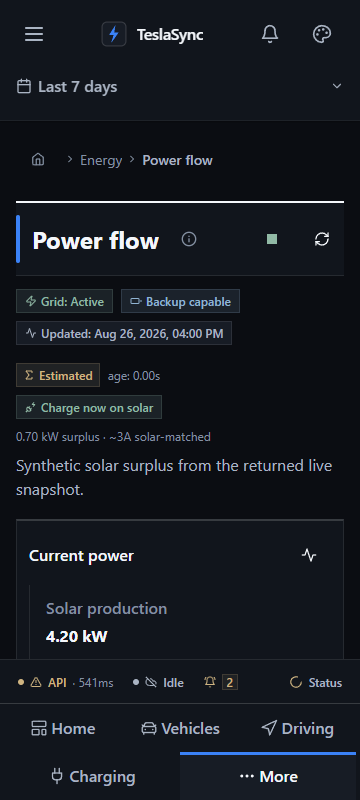 TeslaSync
Last 7 days
Energy > Power flow
Power flow
Grid: Active
Backup capable
Updated: Aug 26, 2026, 04:00 PM
Σ Estimated
age: 0.00s
Charge now on solar
0.70 kW surplus · ~3A solar-matched
Synthetic solar surplus from the returned live
snapshot.
Current power
Solar production
4.20 kW
API · 541ms
Idle
2
Status
Home
Vehicles
Driving
Charging
More